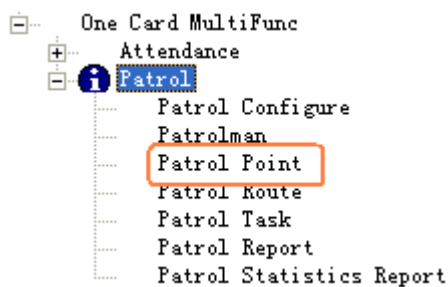 One Card MultiFunc
Attendance
Patrol
Patrol Configure
Patrolman
Patrol Point
Patrol Route
Patrol Task
Patrol Report
Patrol Statistics Report